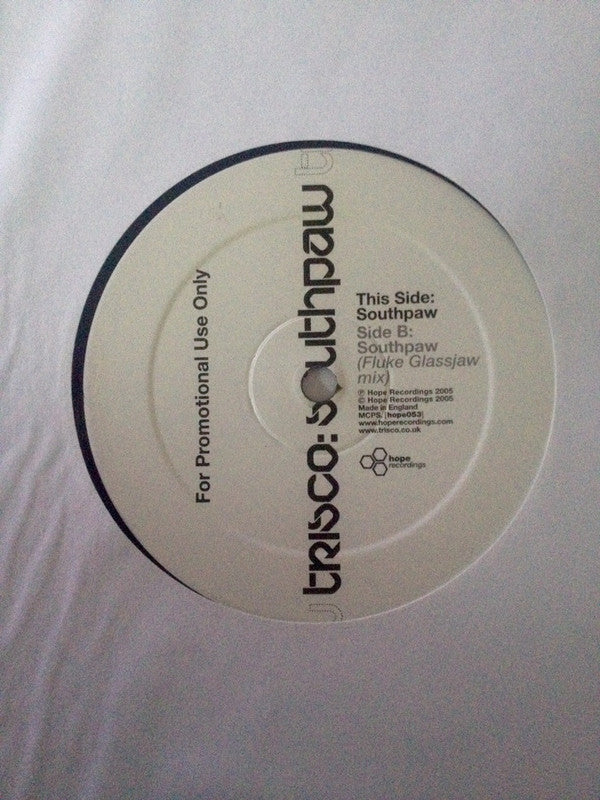 For Promotional Use Only
trisco: southpaw
This Side:
Southpaw
Side B:
Southpaw
(Fluke Glassjaw
mix)
℗ Hope Recordings 2005
© Hope Recordings 2005
Made in England
MCPS. [hope053]
www.hoperecordings.com
www.trisco.co.uk
hope
recordings